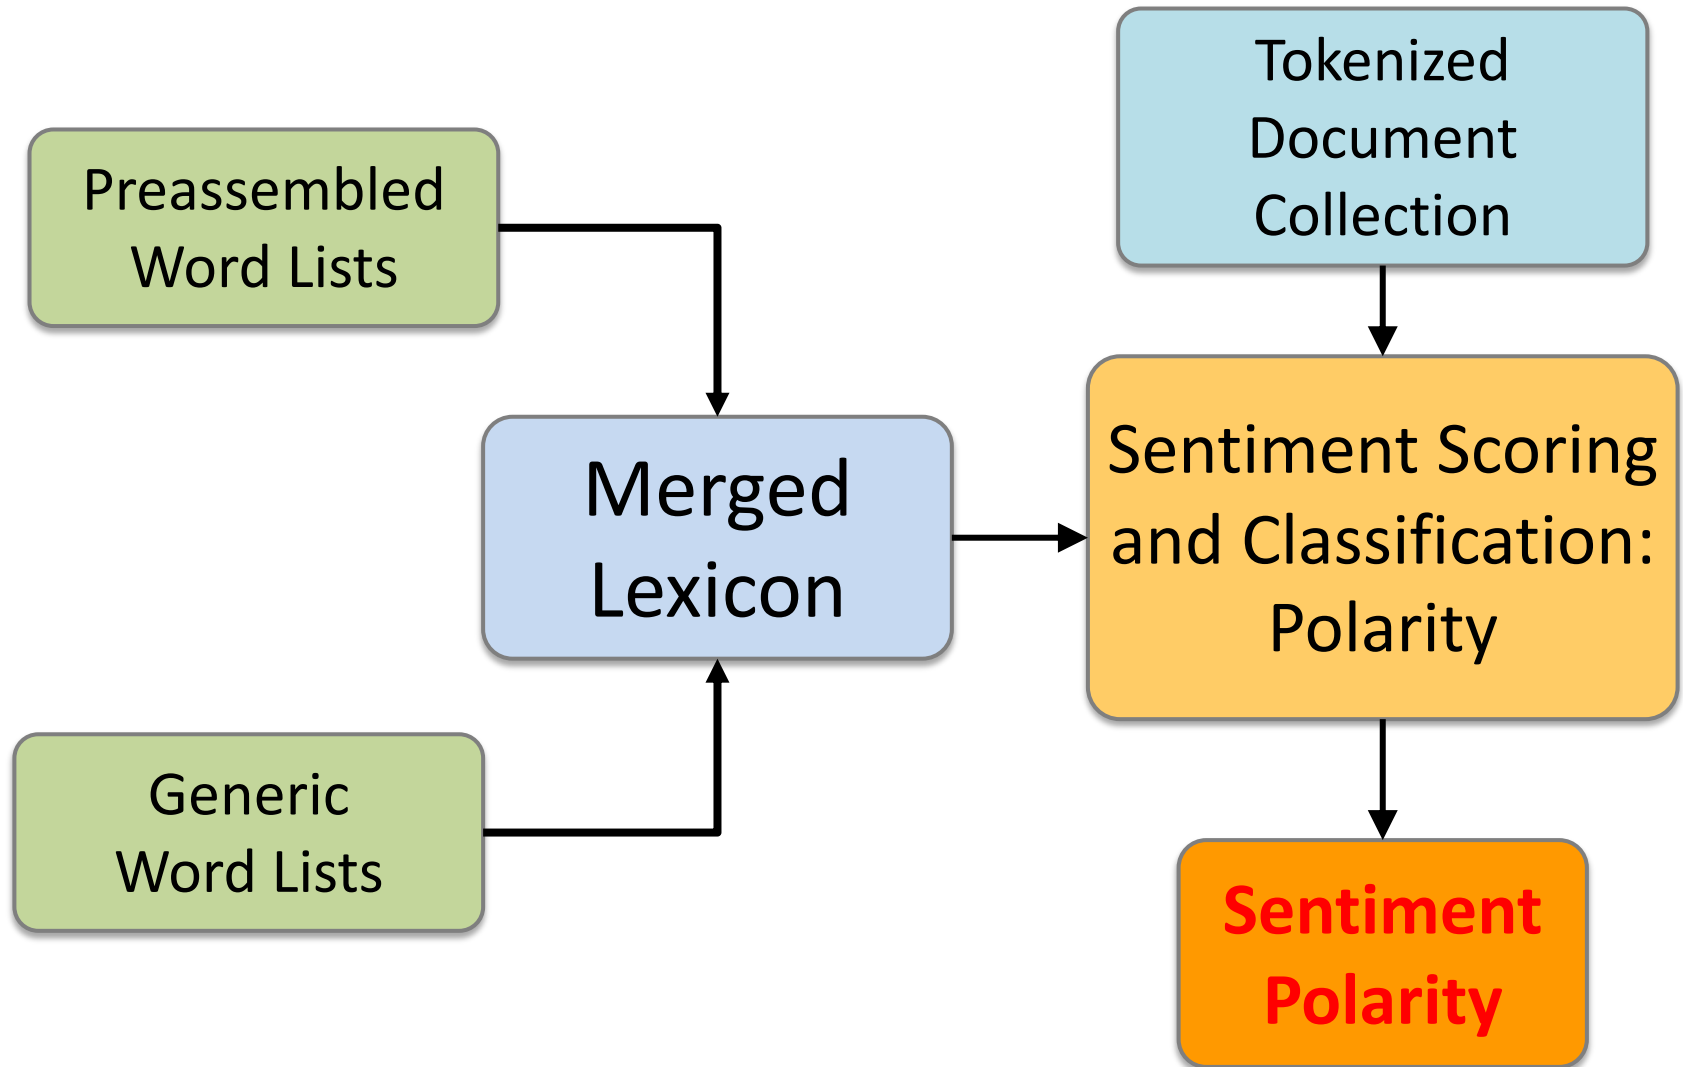 Preassembled
Word Lists
Generic
Word Lists
Merged
Lexicon
Tokenized
Document
Collection
Sentiment Scoring
and Classification:
Polarity
Sentiment
Polarity